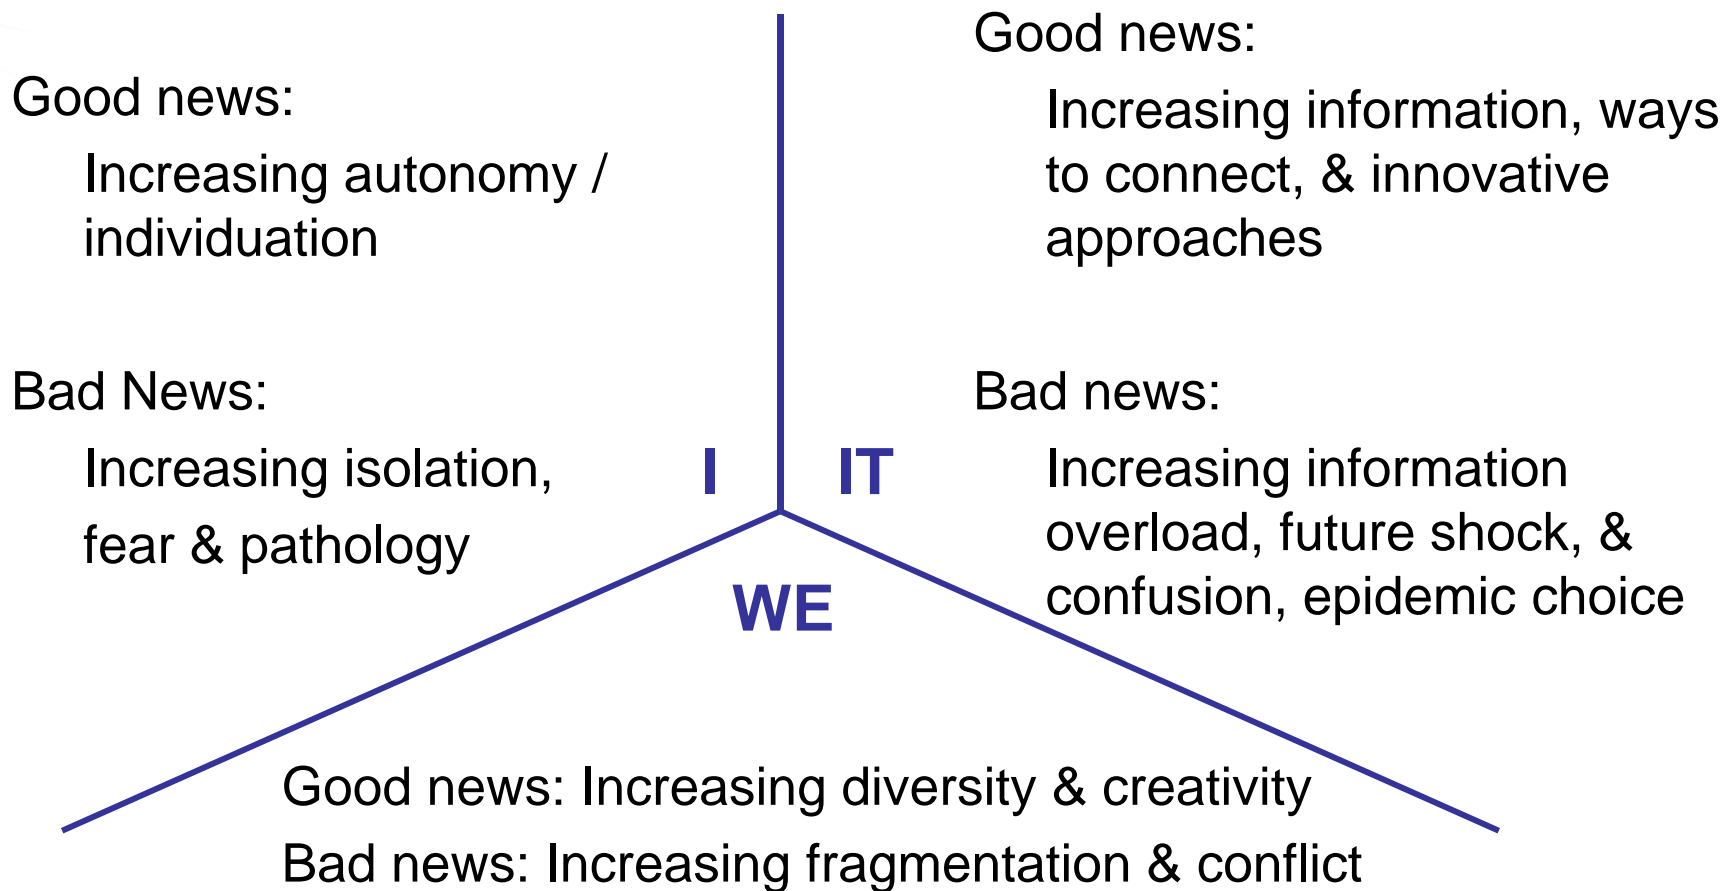 Good news:
Increasing autonomy /
individuation
Bad News:
Increasing isolation,
fear & pathology
I
Good news:
Increasing information, ways
to connect, & innovative
approaches
Bad news:
Increasing information
overload, future shock, &
confusion, epidemic choice
IT
WE
Good news: Increasing diversity & creativity
Bad news: Increasing fragmentation & conflict